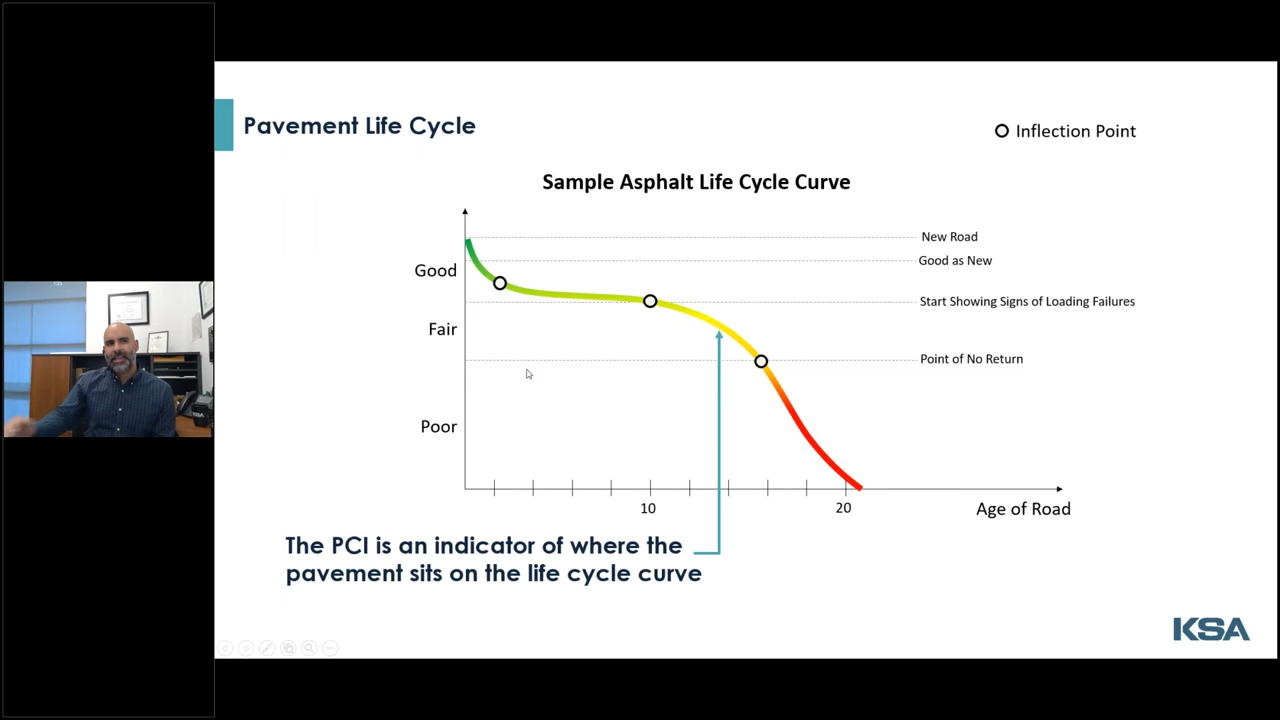 Pavement Life Cycle
Inflection Point
Sample Asphalt Life Cycle Curve
New Road
Good as New
Good
Start Showing Signs of Loading Failures
Fair
Point of No Return
Poor
10
20
Age of Road
The PCI is an indicator of where the
pavement sits on the life cycle curve
KSA
KSA